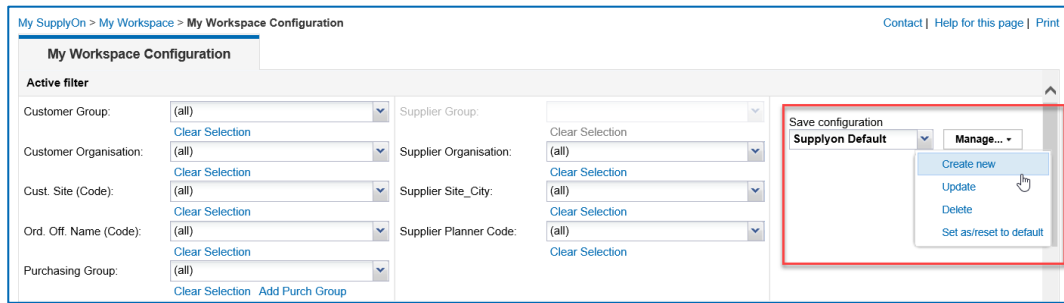 My SupplyOn > My Workspace > My Workspace Configuration
Contact | Help for this page | Print
My Workspace Configuration
Active filter
Customer Group: (all)
Clear Selection
Customer Organisation: (all)
Clear Selection
Cust. Site (Code): (all)
Clear Selection
Ord. Off. Name (Code): (all)
Clear Selection
Purchasing Group: (all)
Clear Selection Add Purch Group
Supplier Group:
Clear Selection
Supplier Organisation: (all)
Clear Selection
Supplier Site_City: (all)
Clear Selection
Supplier Planner Code: (all)
Clear Selection
Save configuration
Supplyon Default Manage...
Create new
Update
Delete
Set as/reset to default